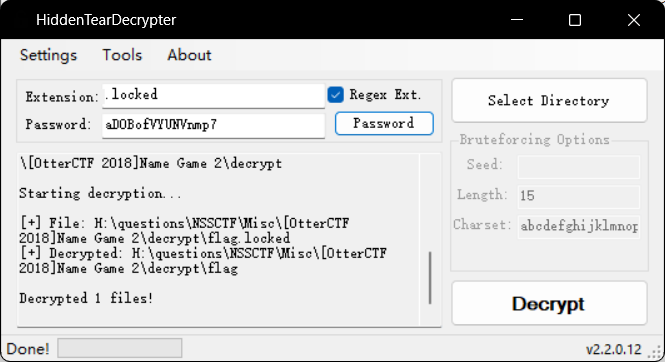 HiddenTearDecrypter
Settings Tools About
Extension: .locked Regex Ext.
Password: aDOBofVYUNVnmp7 Password
\[OtterCTF 2018]Name Game 2\decrypt
Starting decryption...
[+] File: H:\questions\NSSCTF\Misc\[OtterCTF
2018]Name Game 2\decrypt\flag.locked
[+] Decrypted: H:\questions\NSSCTF\Misc\[OtterCTF
2018]Name Game 2\decrypt\flag
Decrypted 1 files!
Select Directory
Bruteforcing Options
Seed:
Length: 15
Charset: abcdefghijklmnop
Decrypt
Done! v2.2.0.12